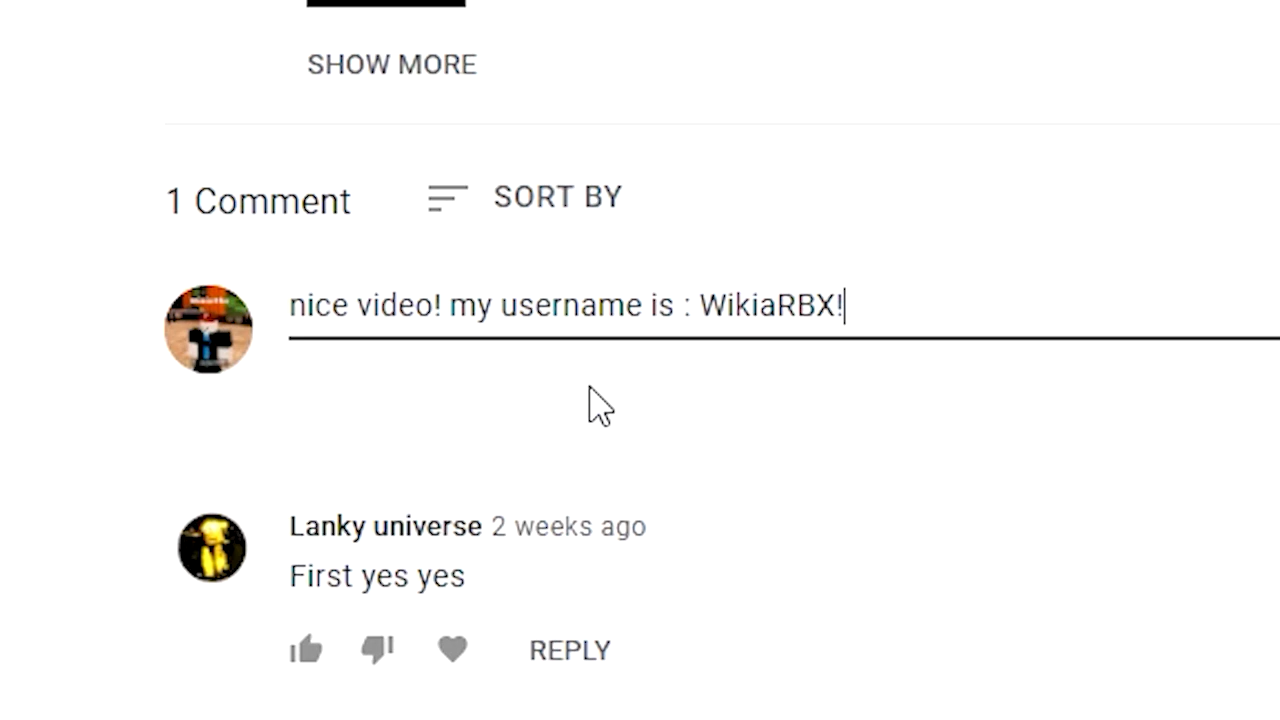 SHOW MORE
1 Comment
SORT BY
nice video! my username is : WikiaRBX!
Lanky universe 2 weeks ago
First yes yes
REPLY